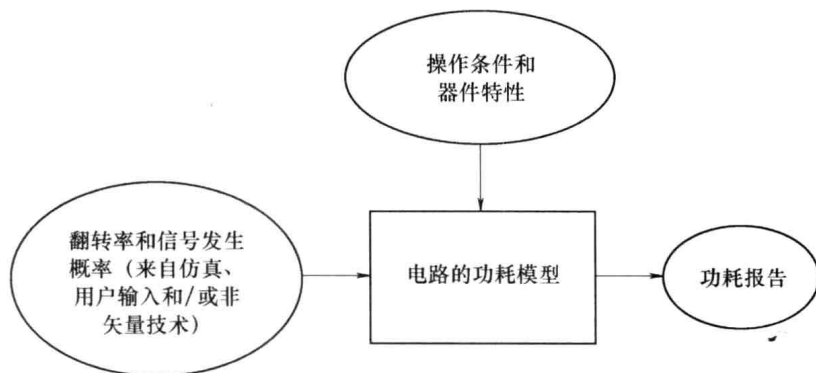 操作条件和
器件特性
翻转率和信号发生
概率（来自仿真、
用户输入和/或非
矢量技术）
电路的功耗模型
功耗报告